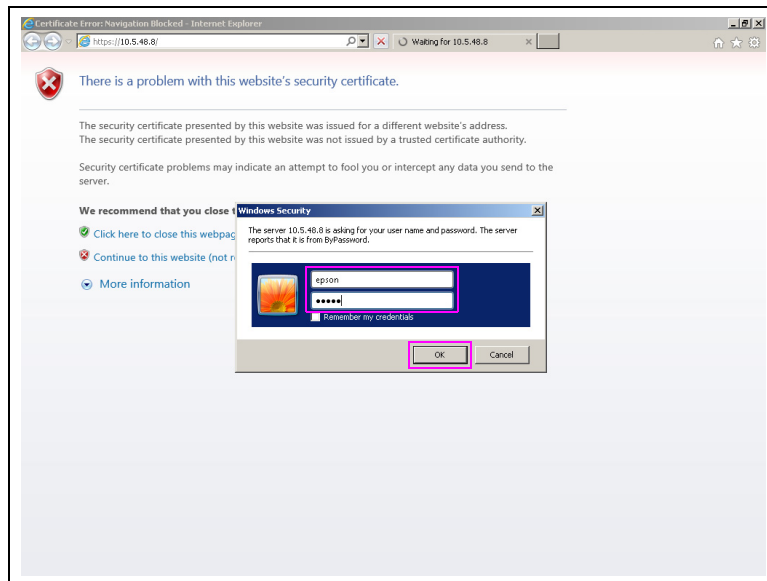 Certificate Error: Navigation Blocked - Internet Explorer
https://10.5.48.8/
Waiting for 10.5.48.8
There is a problem with this website's security certificate.
The security certificate presented by this website was issued for a different website's address.
The security certificate presented by this website was not issued by a trusted certificate authority.
Security certificate problems may indicate an attempt to fool you or intercept any data you send to the
server.
We recommend that you close t
Click here to close this webpag
Continue to this website (not r
More information
Windows Security
The server 10.5.48.8 is asking for your user name and password. The server
reports that it is from ByPassword.
epson
•••••
Remember my credentials
OK
Cancel